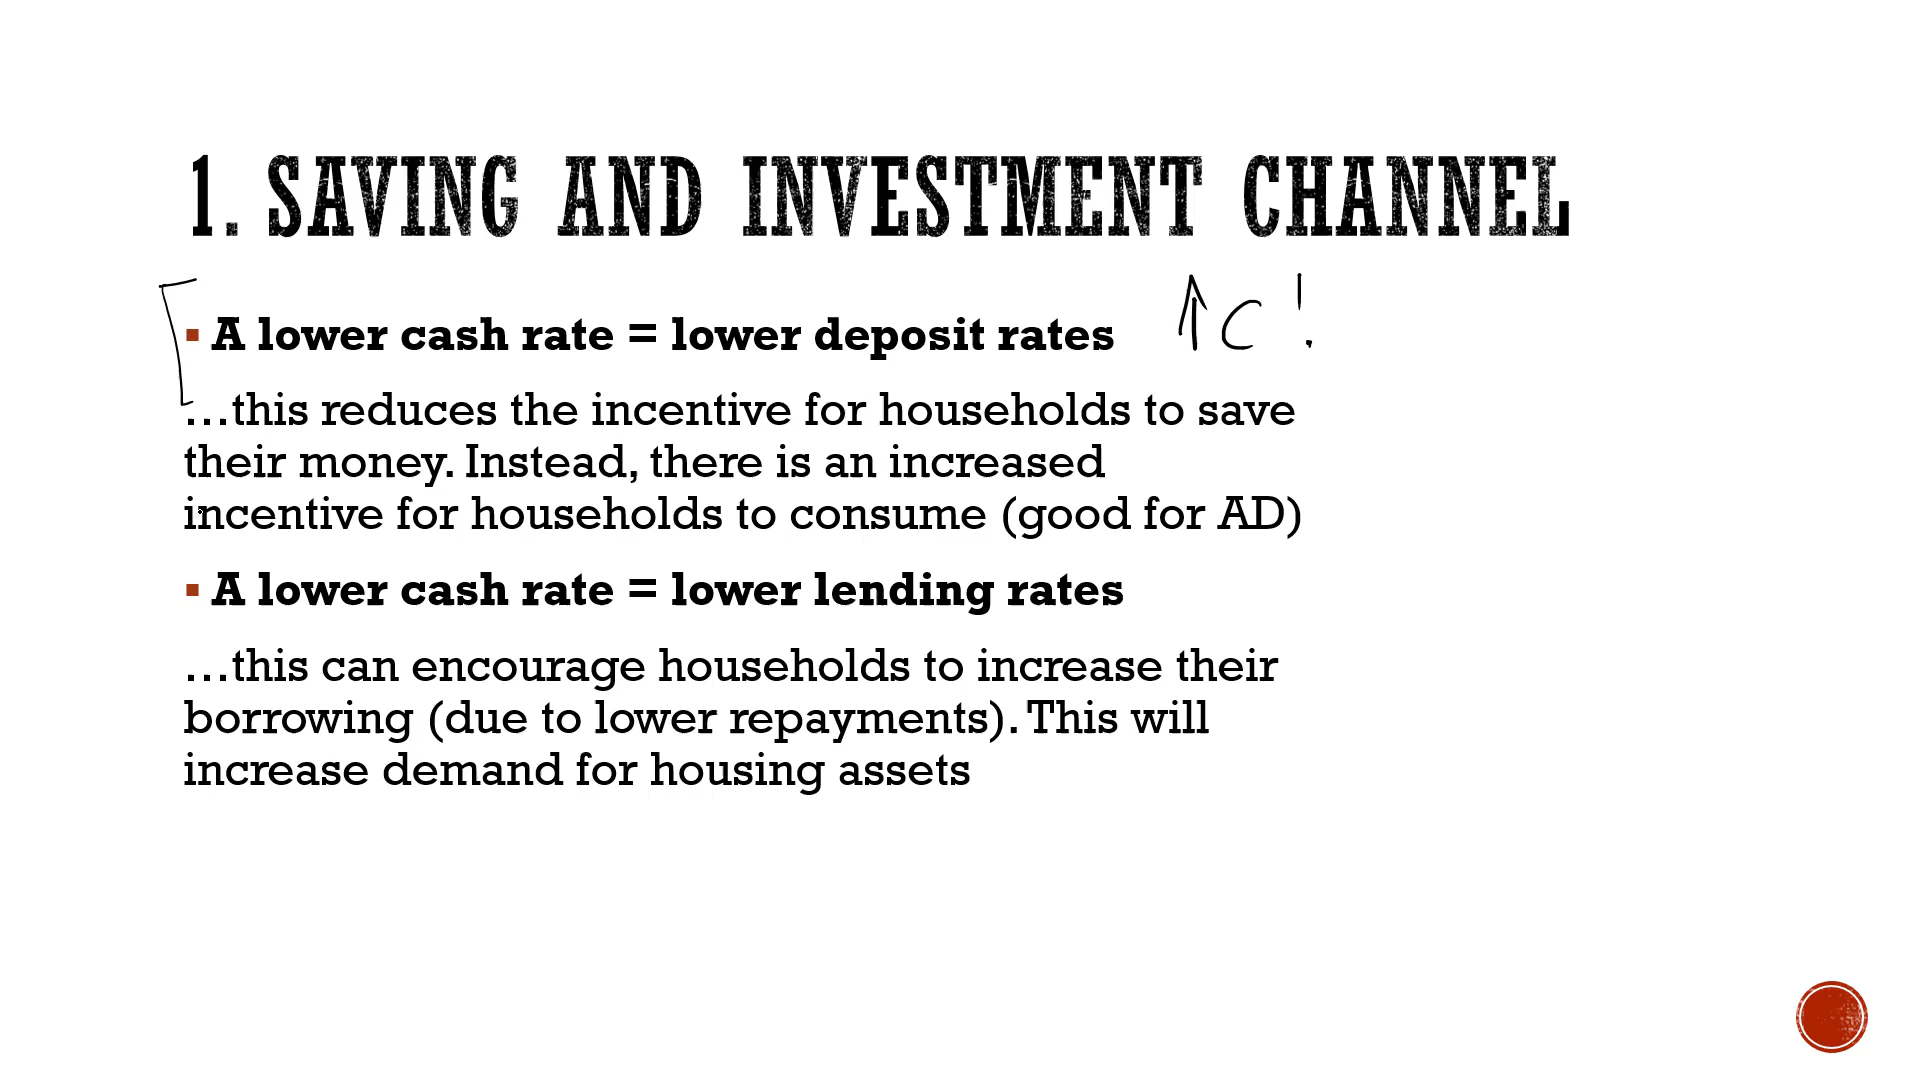 1. SAVING AND INVESTMENT CHANNEL
▪ A lower cash rate = lower deposit rates ↑C!
...this reduces the incentive for households to save
their money. Instead, there is an increased
incentive for households to consume (good for AD)
▪ A lower cash rate = lower lending rates
...this can encourage households to increase their
borrowing (due to lower repayments). This will
increase demand for housing assets